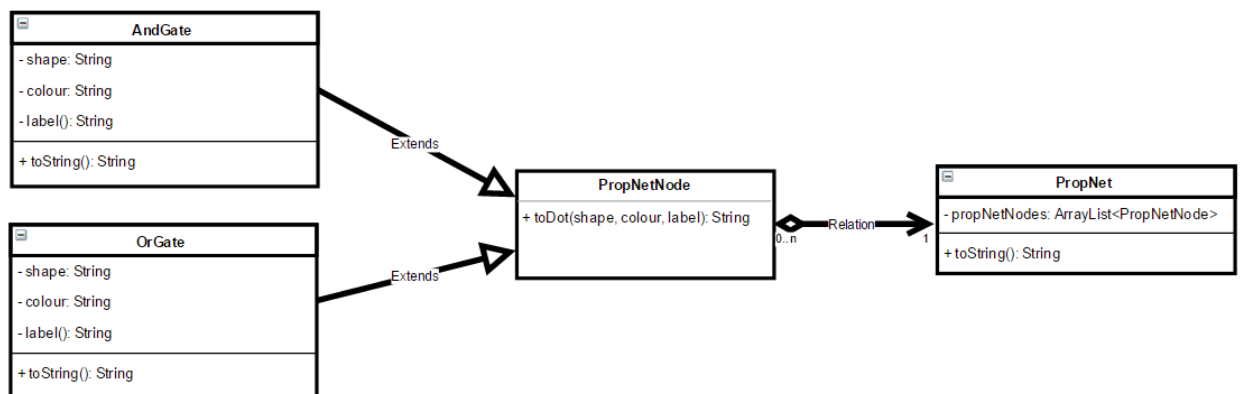 AndGate
- shape: String
- colour: String
- label(): String
+ toString(): String
OrGate
- shape: String
- colour: String
- label(): String
+ toString(): String
Extends
Extends
PropNetNode
+ toDot(shape, colour, label): String
0..n
Relation
1
PropNet
- propNetNodes: ArrayList<PropNetNode>
+ toString(): String